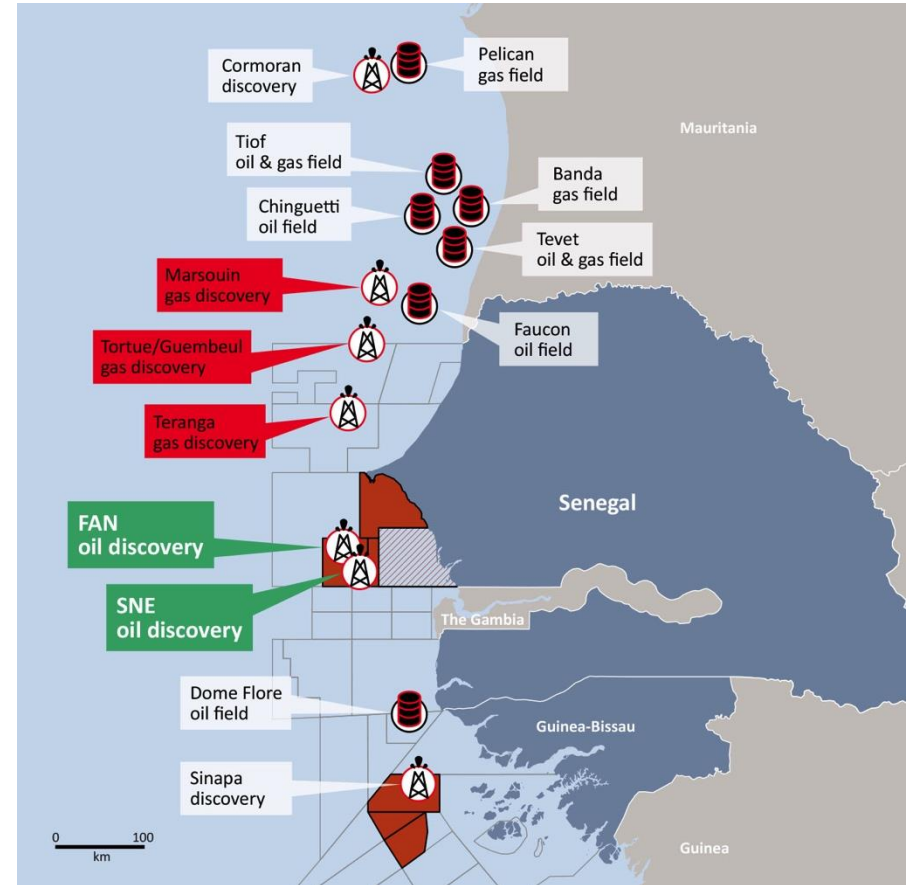 Cormoran
discovery
Pelican
gas field
Mauritania
Tiof
oil & gas field
Banda
gas field
Chinguetti
oil field
Tevet
oil & gas field
Marsouin
gas discovery
Faucon
oil field
Tortue/Guembeul
gas discovery
Teranga
gas discovery
Senegal
FAN
oil discovery
SNE
oil discovery
The Gambia
Dome Flore
oil field
Guinea-Bissau
Sinapa
discovery
0 100
km
Guinea